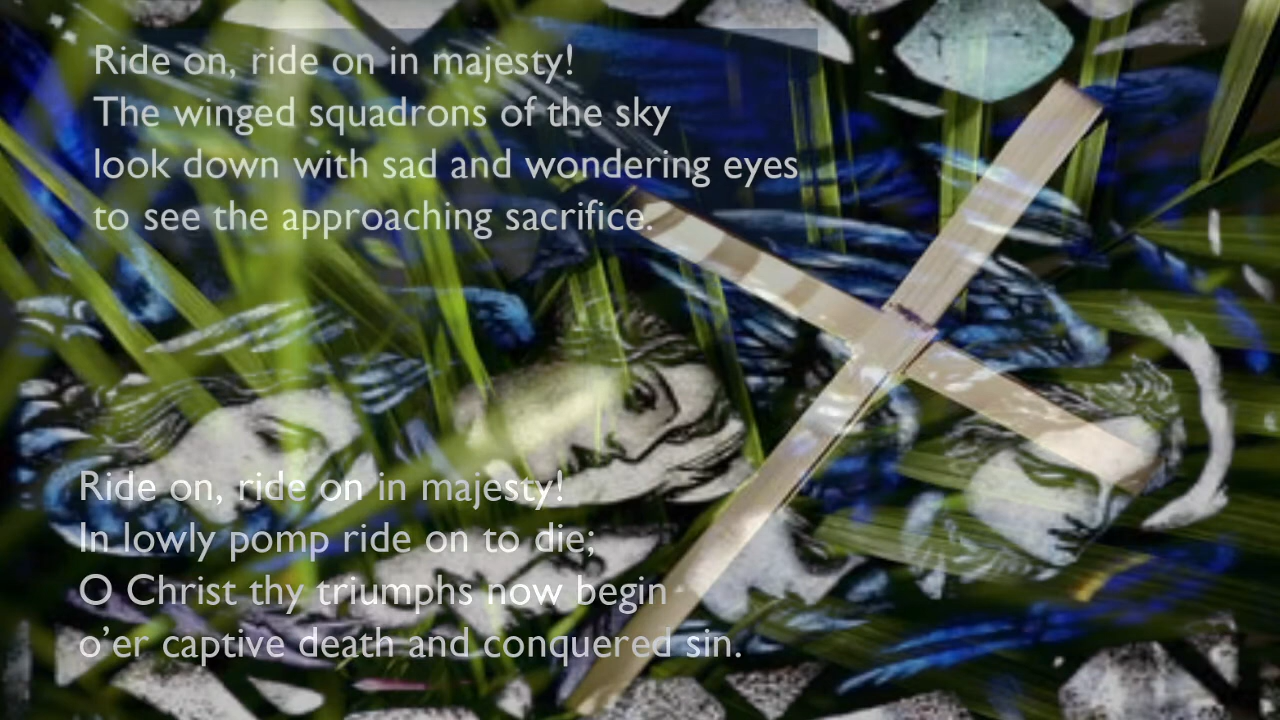 Ride on, ride on in majesty!
The winged squadrons of the sky
look down with sad and wondering eyes
to see the approaching sacrifice.
Ride on, ride on in majesty!
In lowly pomp ride on to die;
O Christ thy triumphs now begin
o’er captive death and conquered sin.